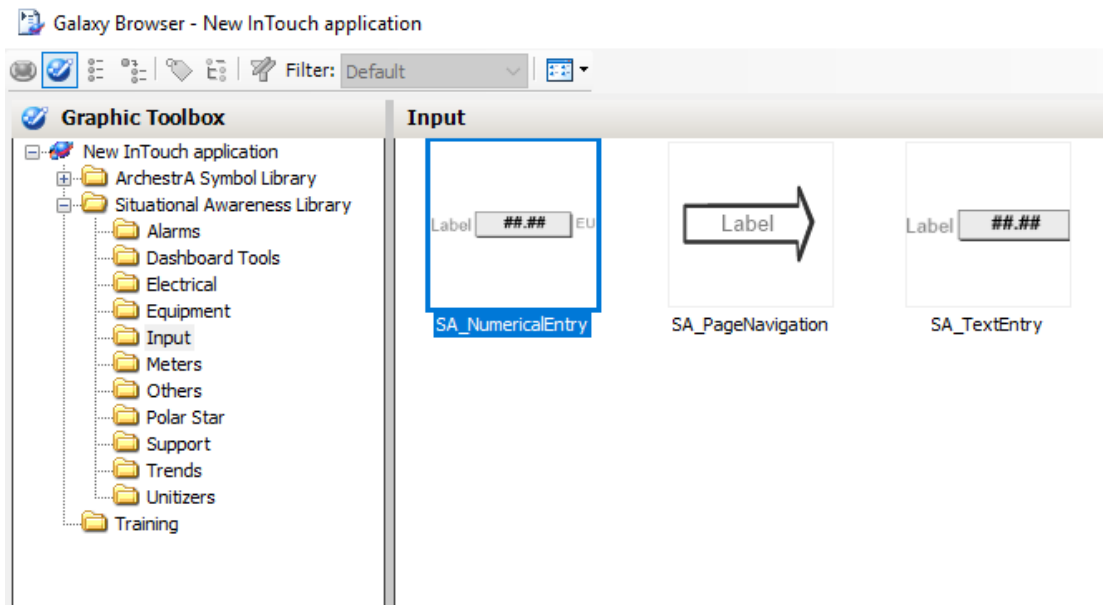 Galaxy Browser - New InTouch application
Filter: Default
Graphic Toolbox
New InTouch application
ArchestrA Symbol Library
Situational Awareness Library
Alarms
Dashboard Tools
Electrical
Equipment
Input
Meters
Others
Polar Star
Support
Trends
Unitizers
Training
Input
Label ##.## EU
Label
Label ##.##
SA_NumericalEntry
SA_PageNavigation
SA_TextEntry